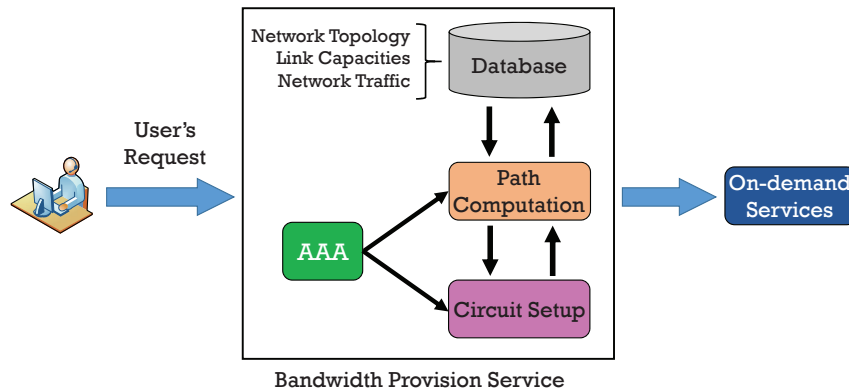 Network Topology
Link Capacities
Network Traffic
Database
User's
Request
Path
Computation
On-demand
Services
AAA
Circuit Setup
Bandwidth Provision Service